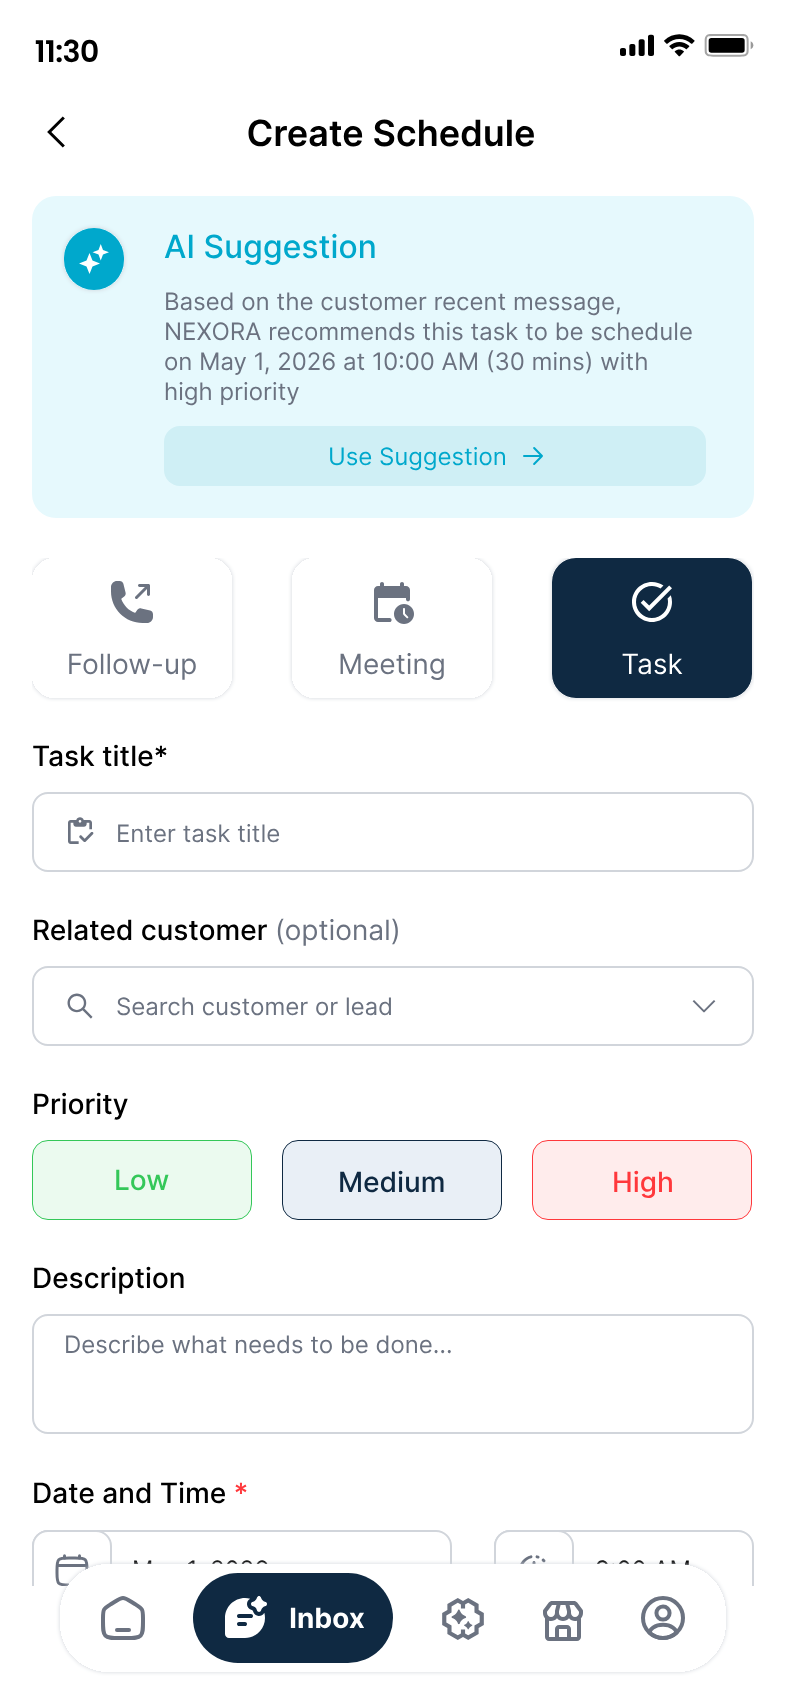 11:30
Create Schedule
AI Suggestion
Based on the customer recent message,
NEXORA recommends this task to be schedule
on May 1, 2026 at 10:00 AM (30 mins) with
high priority
Use Suggestion →
Follow-up
Meeting
Task
Task title*
Enter task title
Related customer (optional)
Search customer or lead
Priority
Low
Medium
High
Description
Describe what needs to be done...
Date and Time *
Inbox